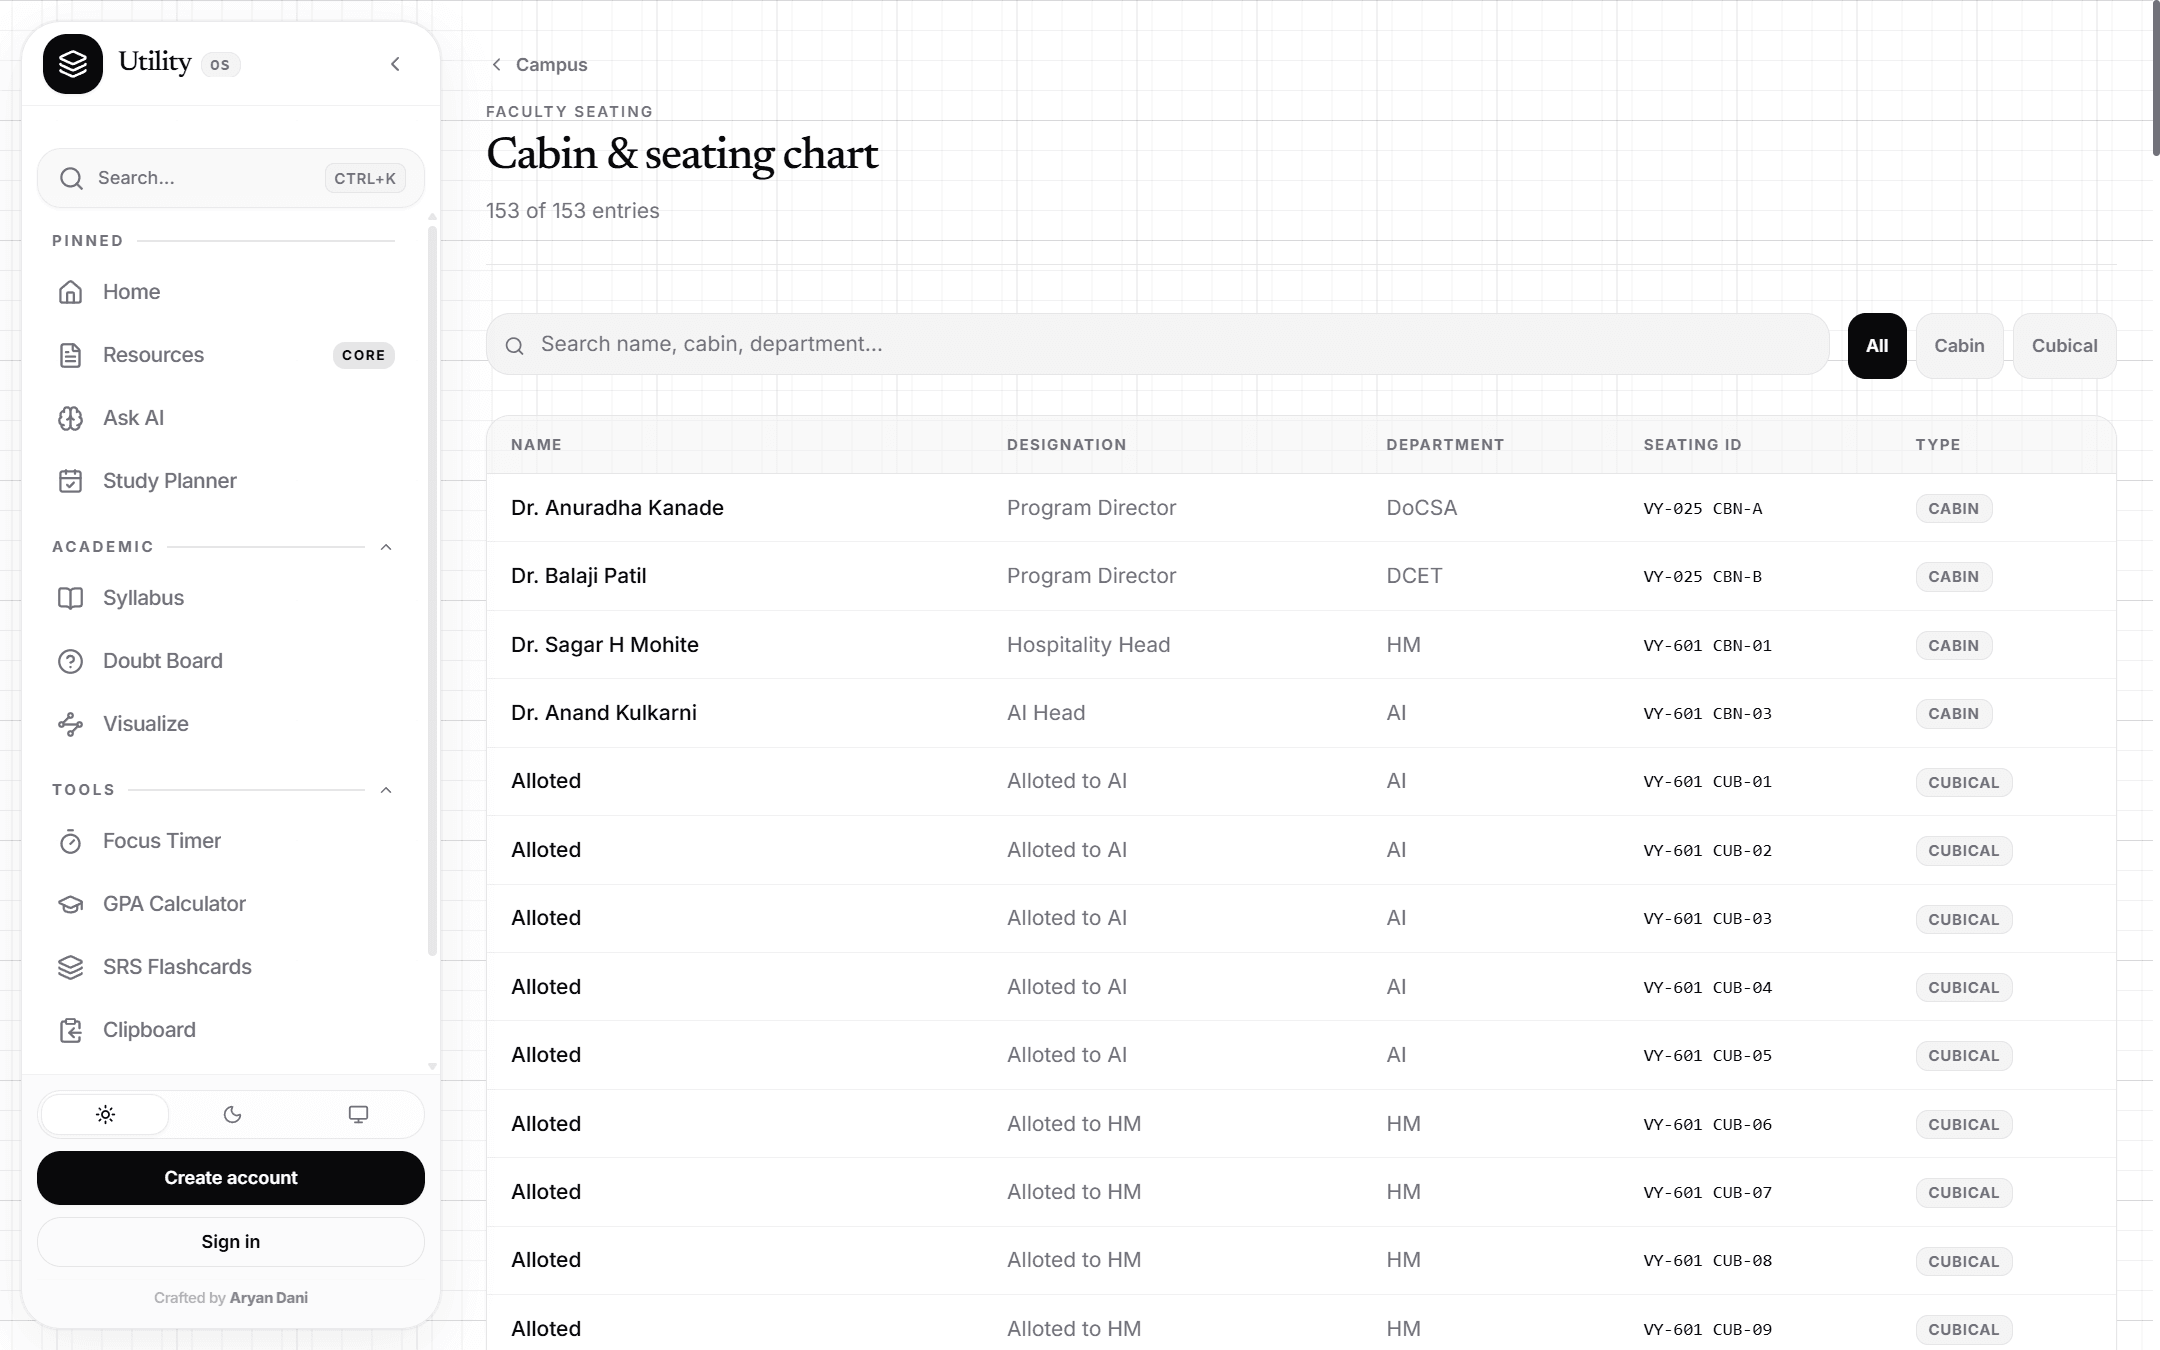 Utility OS
Search... CTRL+K
PINNED
Home
Resources CORE
Ask AI
Study Planner
ACADEMIC
Syllabus
Doubt Board
Visualize
TOOLS
Focus Timer
GPA Calculator
SRS Flashcards
Clipboard
Create account
Sign in
Crafted by Aryan Dani
Campus
FACULTY SEATING
Cabin & seating chart
153 of 153 entries
Search name, cabin, department...
All Cabin Cubical
NAME DESIGNATION DEPARTMENT SEATING ID TYPE
Dr. Anuradha Kanade Program Director DoCSA VY-025 CBN-A CABIN
Dr. Balaji Patil Program Director DCET VY-025 CBN-B CABIN
Dr. Sagar H Mohite Hospitality Head HM VY-601 CBN-01 CABIN
Dr. Anand Kulkarni AI Head AI VY-601 CBN-03 CABIN
Alloted Alloted to AI AI VY-601 CUB-01 CUBICAL
Alloted Alloted to AI AI VY-601 CUB-02 CUBICAL
Alloted Alloted to AI AI VY-601 CUB-03 CUBICAL
Alloted Alloted to AI AI VY-601 CUB-04 CUBICAL
Alloted Alloted to AI AI VY-601 CUB-05 CUBICAL
Alloted Alloted to HM HM VY-601 CUB-06 CUBICAL
Alloted Alloted to HM HM VY-601 CUB-07 CUBICAL
Alloted Alloted to HM HM VY-601 CUB-08 CUBICAL
Alloted Alloted to HM HM VY-601 CUB-09 CUBICAL